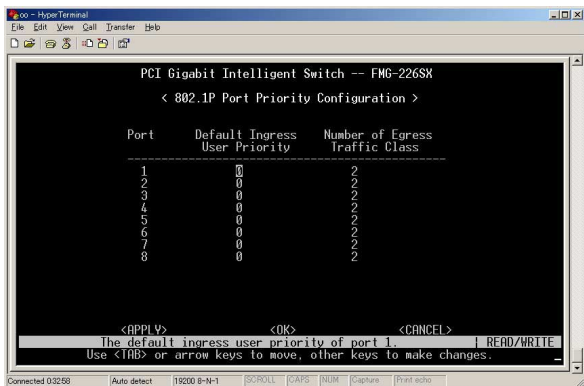 oo - HyperTerminal
File Edit View Call Transfer Help
PCI Gigabit Intelligent Switch -- FMG-226SX
< 802.1P Port Priority Configuration >
Port Default Ingress Number of Egress
User Priority Traffic Class
1 0 2
2 0 2
3 0 2
4 0 2
5 0 2
6 0 2
7 0 2
8 0 2
<APPLY> <OK> <CANCEL>
The default ingress user priority of port 1. | READ/WRITE
Use <TAB> or arrow keys to move, other keys to make changes.
Connected 0:32:58 Auto detect 19200 8-N-1 SCROLL CAPS NUM Capture Print echo